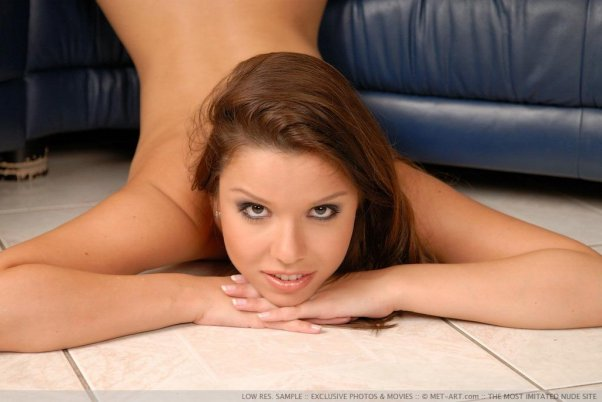 LOW RES. SAMPLE :: EXCLUSIVE PHOTOS & MOVIES :: © MET-ART.com :: THE MOST IMITATED NUDE SITE